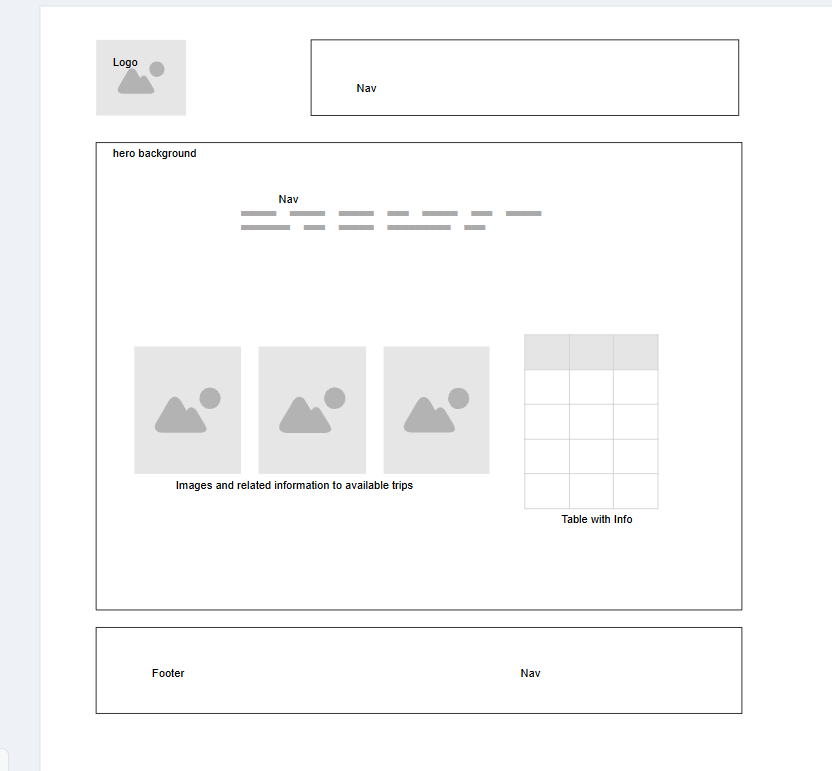 Logo
Nav
hero background
Nav
Images and related information to available trips
Table with Info
Footer
Nav